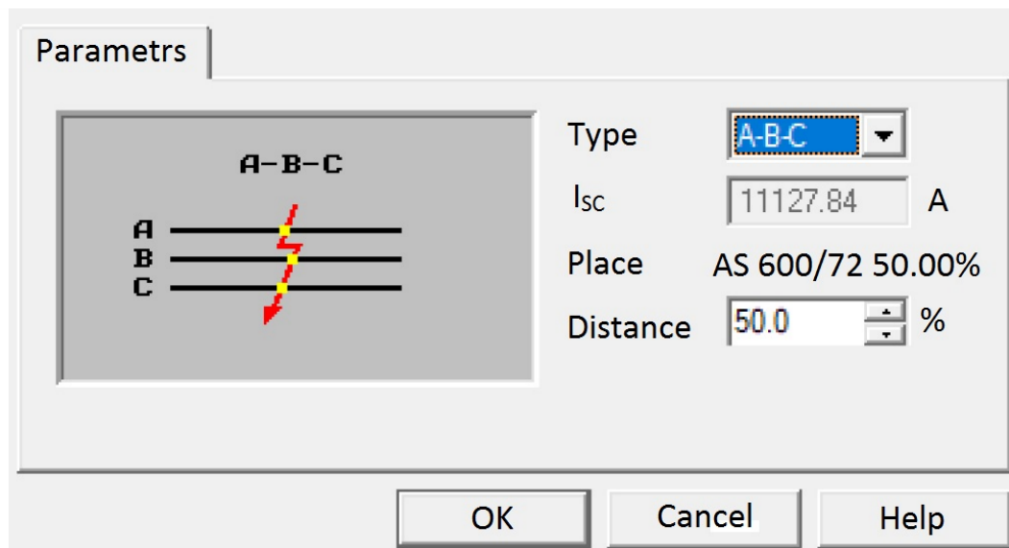 Parametrs
A-B-C
A
B
C
Type A-B-C
Isc 11127.84 A
Place AS 600/72 50.00%
Distance 50.0 %
OK Cancel Help